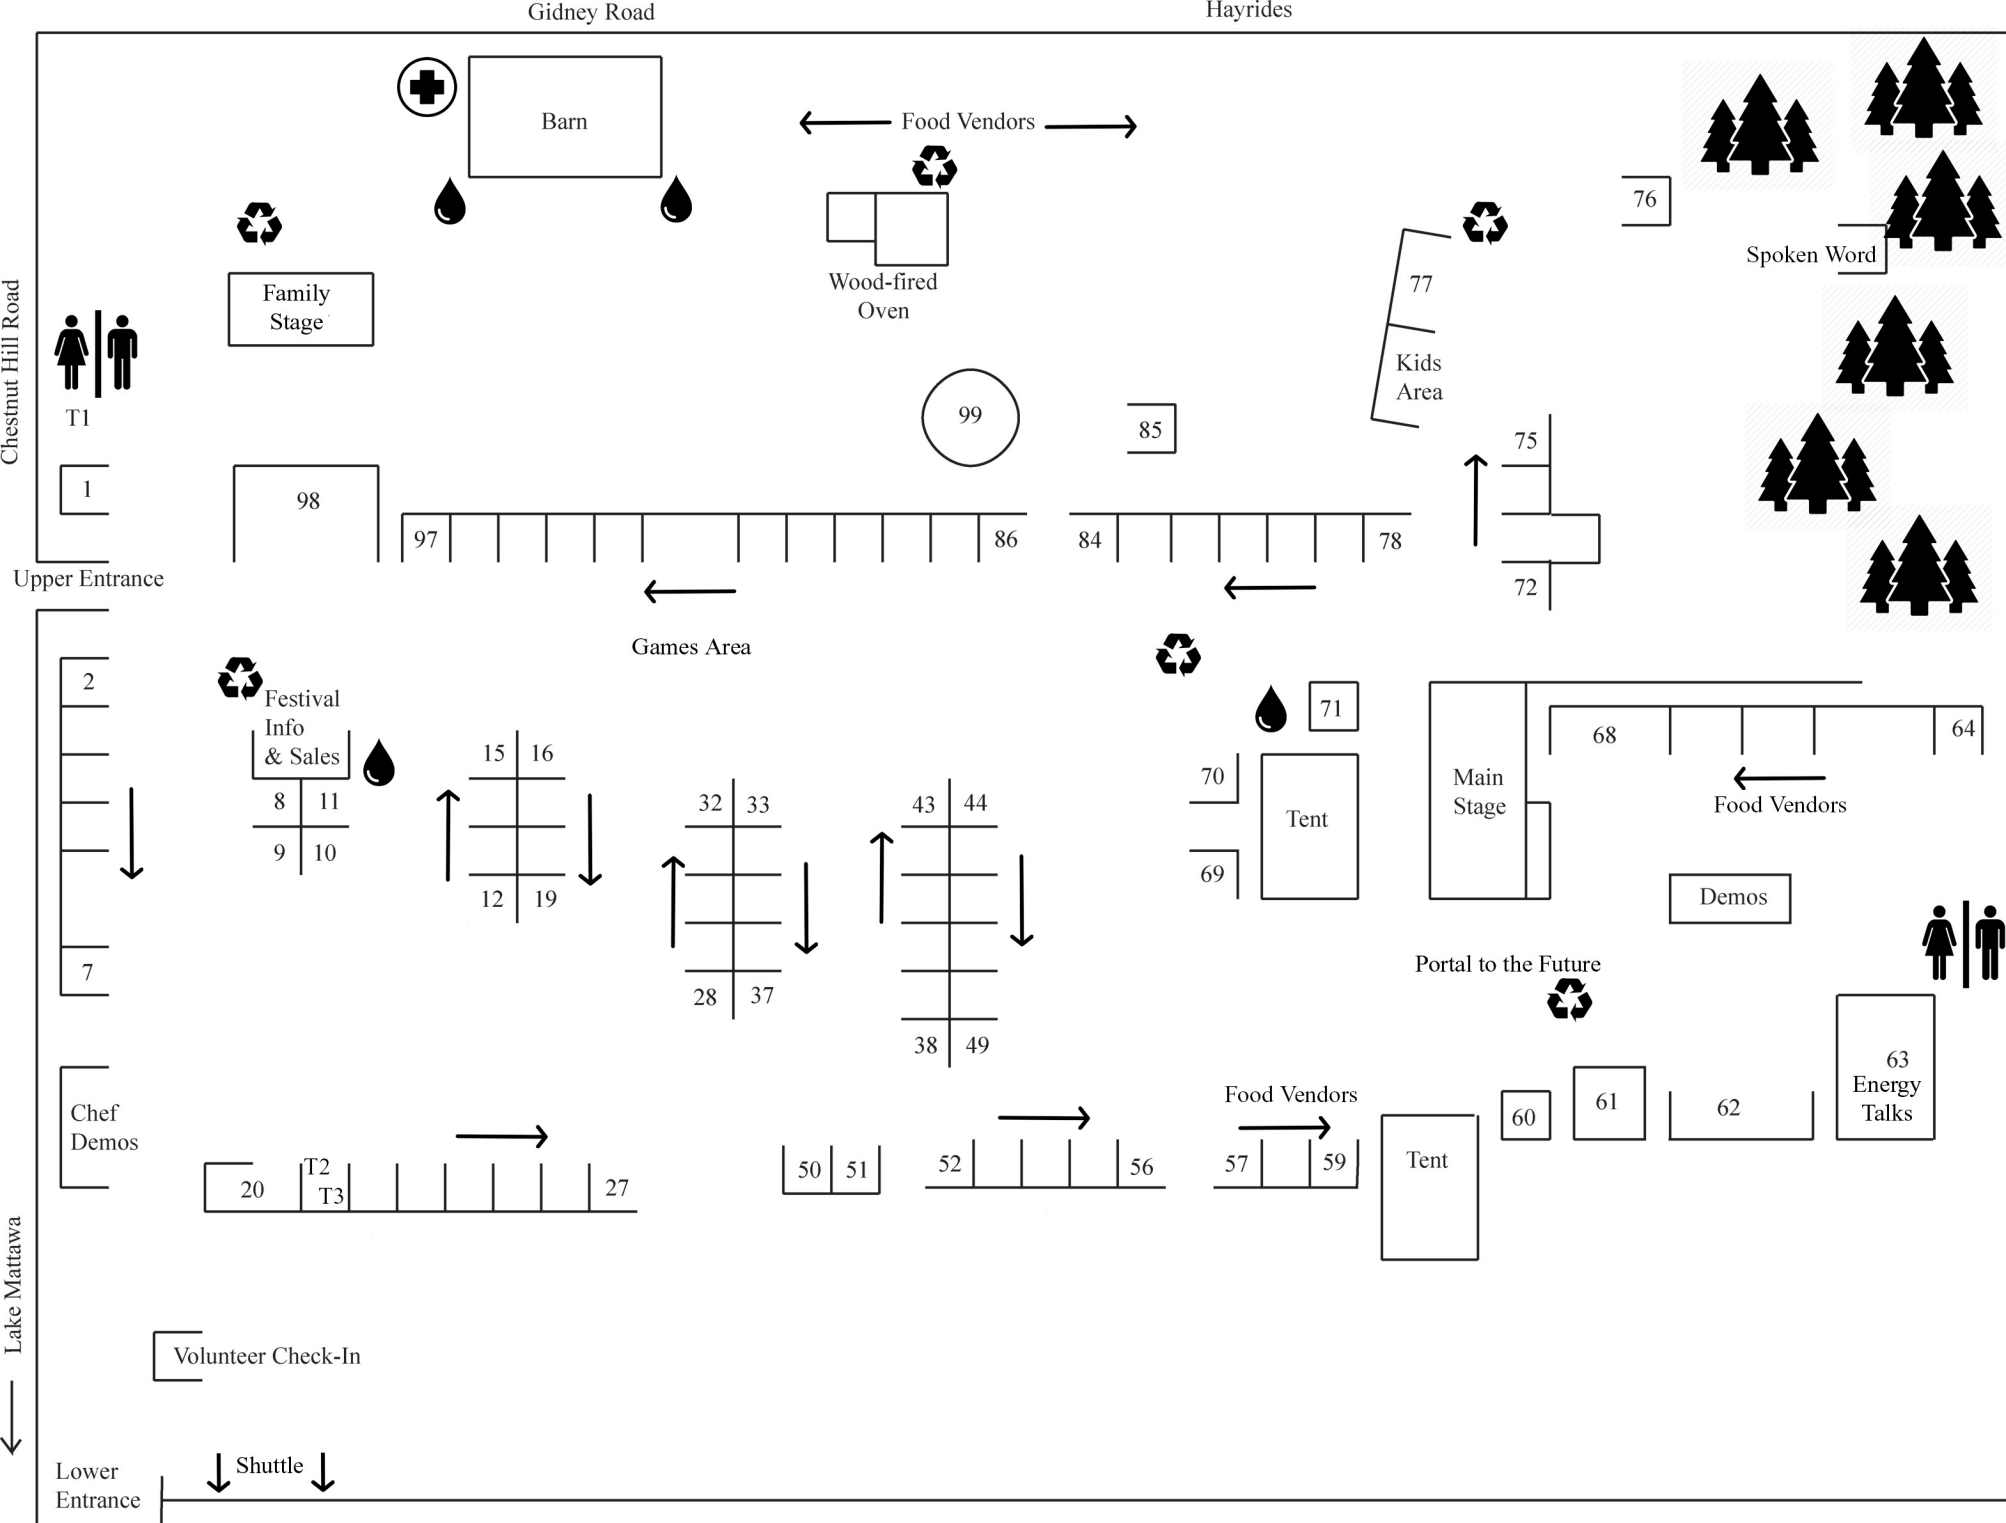 Gidney Road
Hayrides
Barn
Food Vendors
76
Spoken Word
Wood-fired
Oven
77
Kids
Area
Family
Stage
Chestnut Hill Road
T1
1
98
99
85
75
97
86
84
78
72
Upper Entrance
Games Area
2
Festival
Info
& Sales
8
11
9
10
15
16
12
19
32
33
28
37
43
44
38
49
71
70
69
Tent
Main
Stage
68
64
Food Vendors
Demos
Portal to the Future
7
Chef
Demos
20
T2
T3
27
50
51
52
56
Food Vendors
57
59
Tent
60
61
62
63
Energy
Talks
Lake Mattawa
Volunteer Check-In
Shuttle
Lower
Entrance